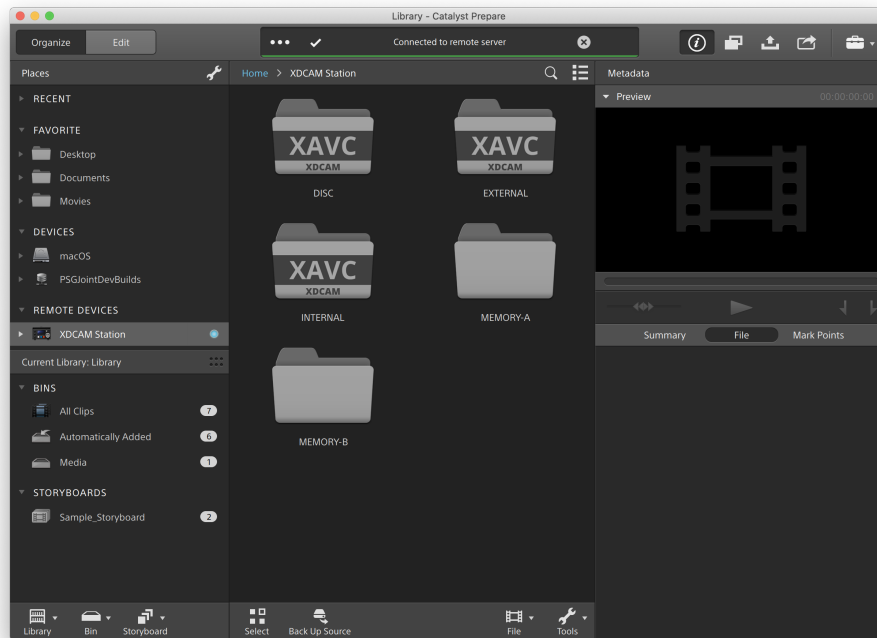 Library - Catalyst Prepare
Organize
Edit
Connected to remote server
Places
Home > XDCAM Station
Metadata
RECENT
Preview
00:00:00:00
FAVORITE
Desktop
Documents
Movies
XAVC
XDCAM
DISC
XAVC
XDCAM
EXTERNAL
DEVICES
macOS
PSGJointDevBuilds
REMOTE DEVICES
XDCAM Station
XAVC
XDCAM
INTERNAL
MEMORY-A
Summary
File
Mark Points
Current Library: Library
BINS
All Clips 7
Automatically Added 6
Media 1
MEMORY-B
STORYBOARDS
Sample_Storyboard 2
Library
Bin
Storyboard
Select
Back Up Source
File
Tools